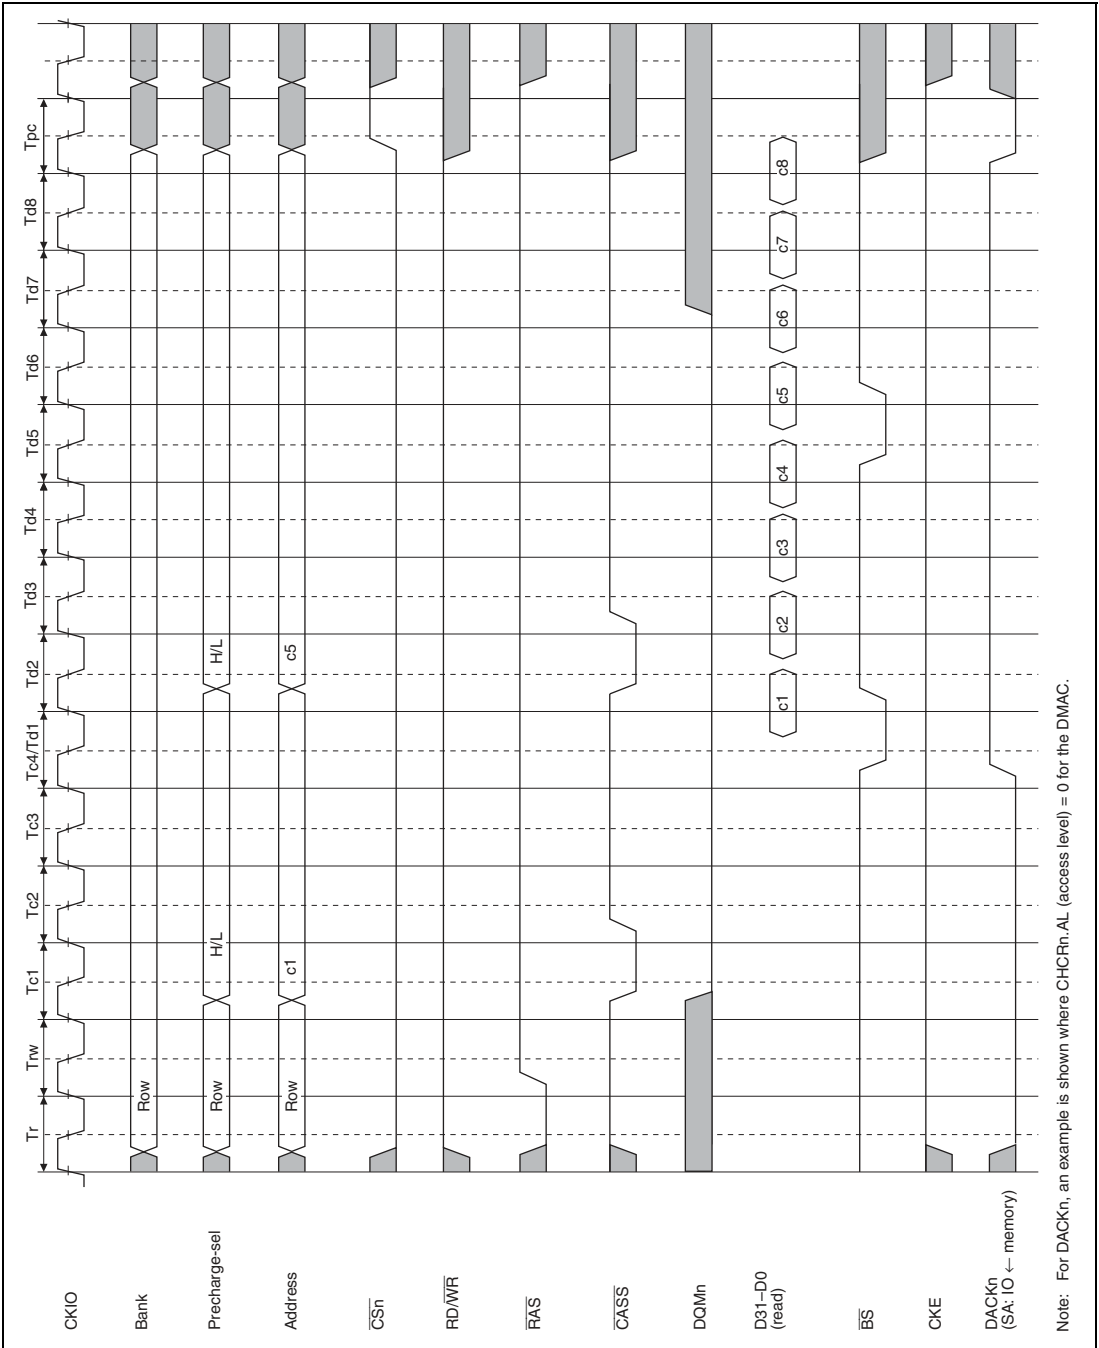 Tr Trw Tc1 Tc2 Tc3 Tc4/Td1 Td2 Td3 Td4 Td5 Td6 Td7 Td8 Tpc
CKIO
Bank Row
Precharge-sel Row H/L H/L
Address Row c1 c5
CSn
RD/WR
RAS
CASS
DQMn
D31–D0
(read) c1 c2 c3 c4 c5 c6 c7 c8
BS
CKE
DACKn
(SA: IO ← memory)
Note: For DACKn, an example is shown where CHCRn.AL (access level) = 0 for the DMAC.